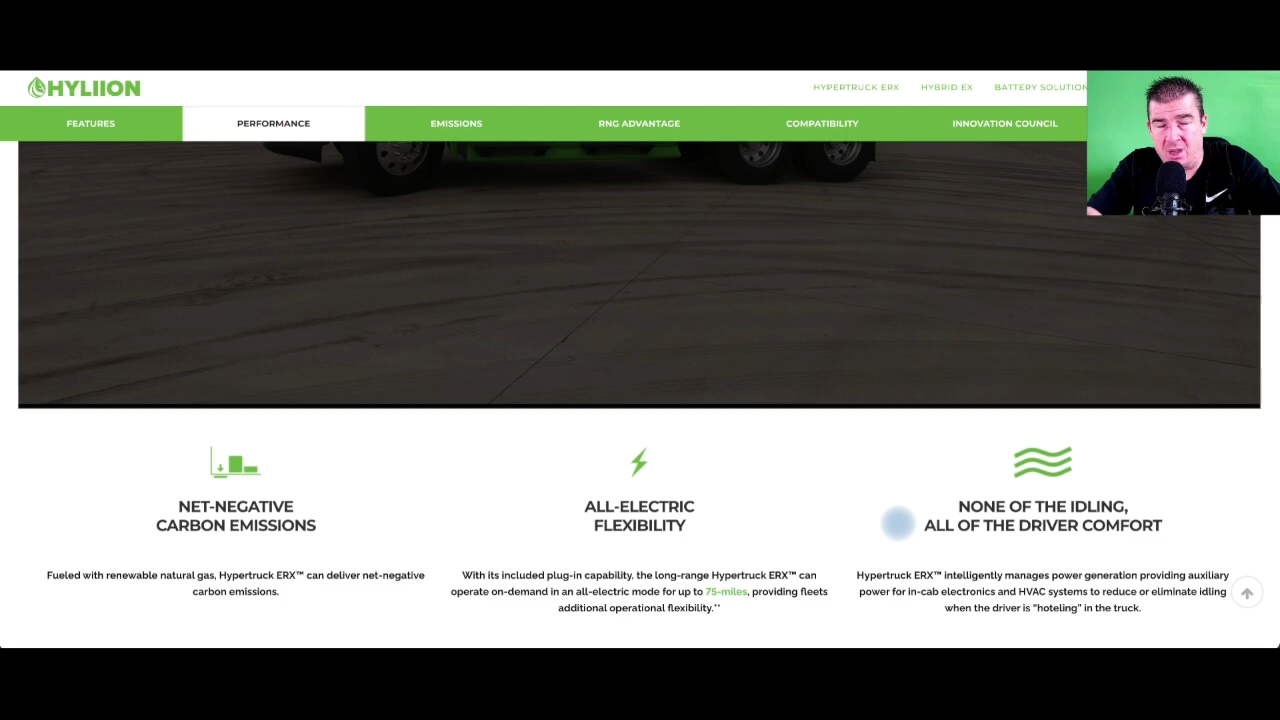 HYLIION
HYPERTRUCK ERX HYBRID EX BATTERY SOLUTION
FEATURES PERFORMANCE EMISSIONS RNG ADVANTAGE COMPATIBILITY INNOVATION COUNCIL
NET-NEGATIVE
CARBON EMISSIONS
Fueled with renewable natural gas, Hypertruck ERX™ can deliver net-negative
carbon emissions.
ALL-ELECTRIC
FLEXIBILITY
With its included plug-in capability, the long-range Hypertruck ERX™ can
operate on-demand in an all-electric mode for up to 75-miles, providing fleets
additional operational flexibility.**
NONE OF THE IDLING,
ALL OF THE DRIVER COMFORT
Hypertruck ERX™ intelligently manages power generation providing auxiliary
power for in-cab electronics and HVAC systems to reduce or eliminate idling
when the driver is "hoteling" in the truck.